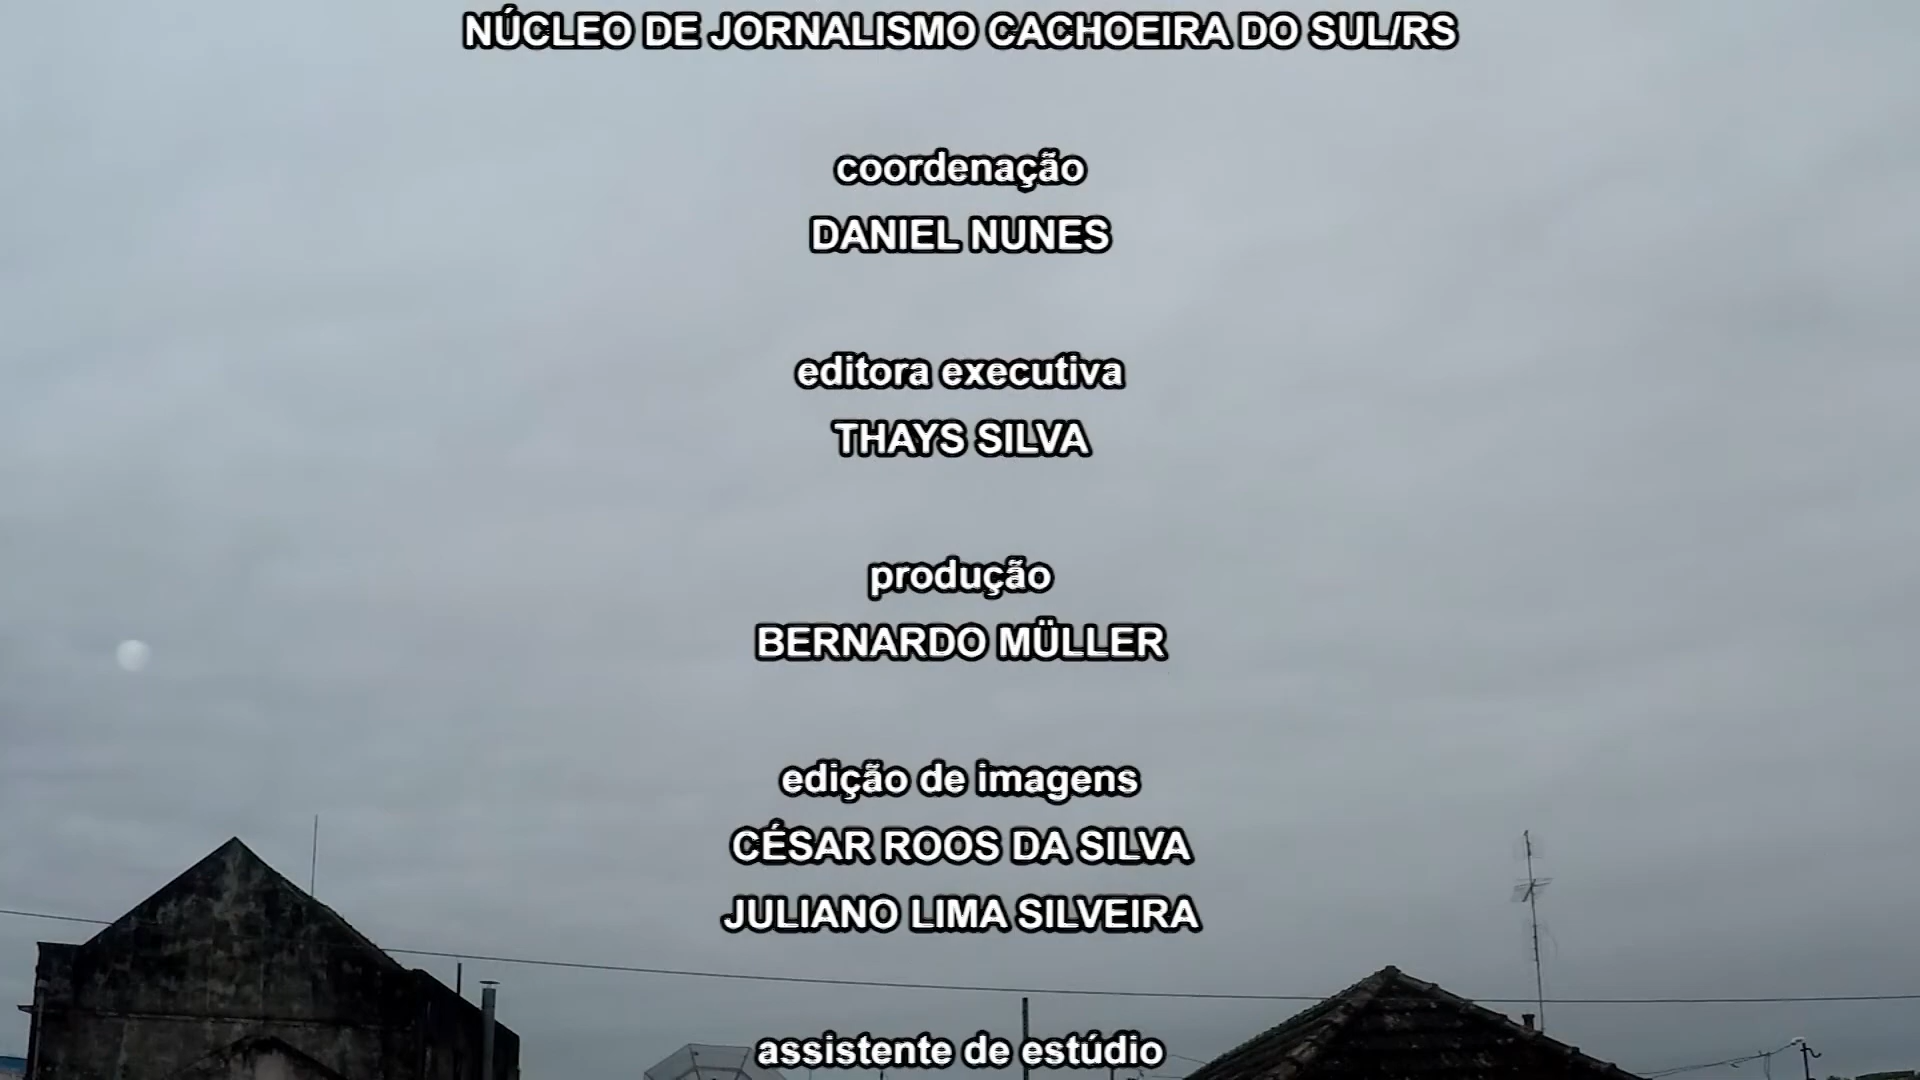 NÚCLEO DE JORNALISMO CACHOEIRA DO SUL/RS
coordenação
DANIEL NUNES
editora executiva
THAYS SILVA
produção
BERNARDO MÜLLER
edição de imagens
CÉSAR ROOS DA SILVA
JULIANO LIMA SILVEIRA
assistente de estúdio